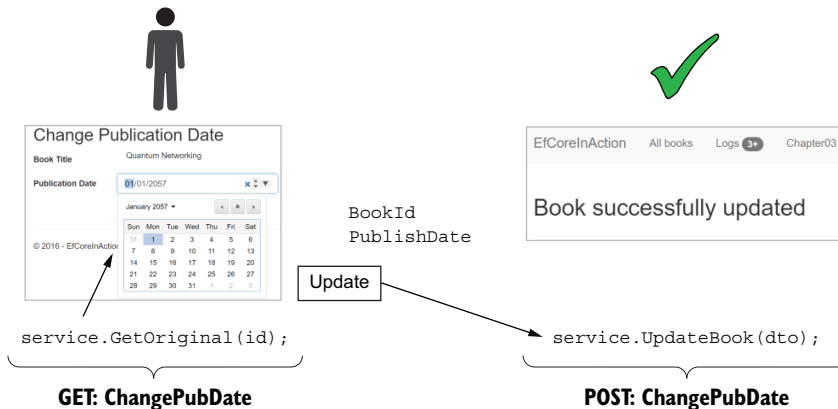 Change Publication Date
Book Title Quantum Networking
Publication Date 01/01/2057
January 2057
Sun Mon Tue Wed Thu Fri Sat
31 1 2 3 4 5 6
7 8 9 10 11 12 13
14 15 16 17 18 19 20
21 22 23 24 25 26 27
28 29 30 31 1 2 3
© 2016 - EfCoreInAction
service.GetOriginal(id);
GET: ChangePubDate
BookId
PublishDate
Update
EfCoreInAction All books Logs 3+ Chapter03
Book successfully updated
service.UpdateBook(dto);
POST: ChangePubDate